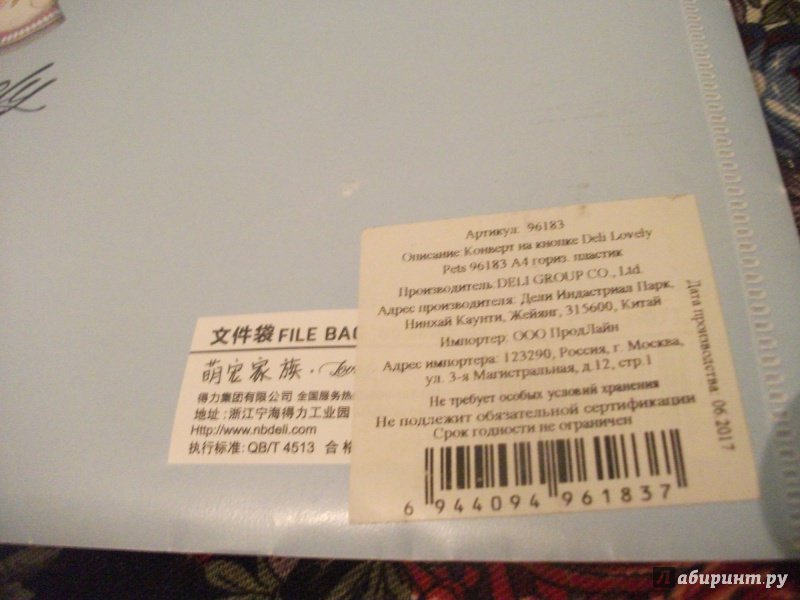 ely
Артикул: 96183
Описание: Конверт на кнопке Deli Lovely
Pets 96183 А4 гориз. пластик
Производитель: DELI GROUP CO., Ltd.
Адрес производителя: Дели Индастриал Парк,
Нинхай Каунти, Жейянг, 315600, Китай
Импортер: ООО ПродЛайн
Адрес импортера: 123290, Россия, г. Москва,
ул. 3-я Магистральная, д.12, стр.1
Не требует особых условий хранения
Не подлежит обязательной сертификации
Срок годности не ограничен
6 944094 961837
Дата производства 06 2017
文件袋 FILE BAG
萌宠家族·
得力集团有限公司 全国服务热
地址:浙江宁海得力工业园
Http://www.nbdeli.com
执行标准:QB/T 4513 合格
Лабиринт.ру